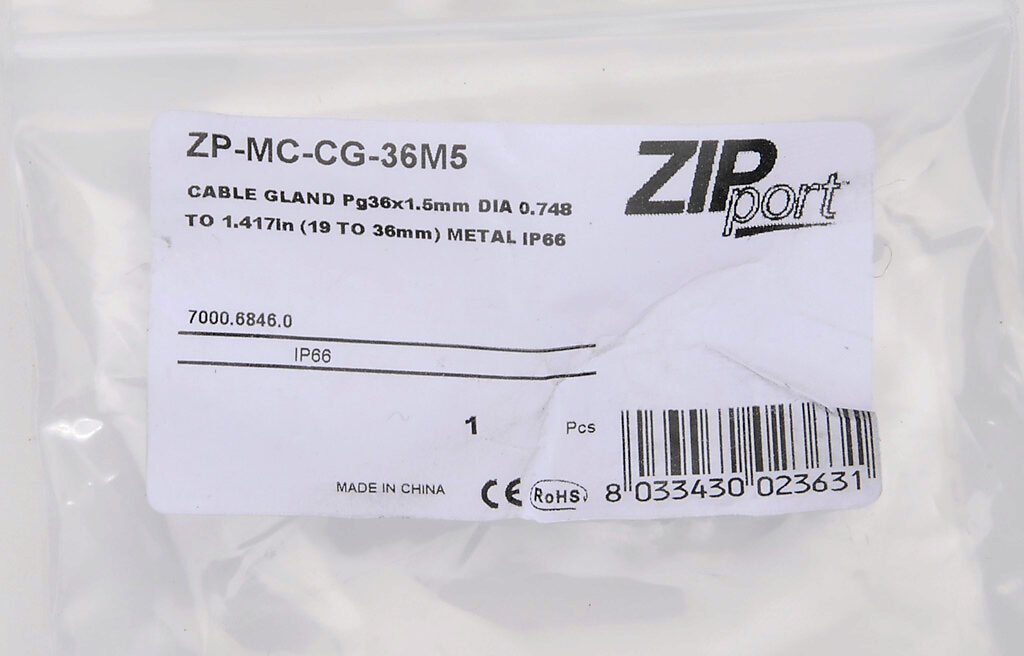 ZP-MC-CG-36M5
CABLE GLAND Pg36x1.5mm DIA 0.748
TO 1.417in (19 TO 36mm) METAL IP66
ZIP
port
7000.6846.0
IP66
1 Pcs
MADE IN CHINA CE RoHS
8 033430 023631